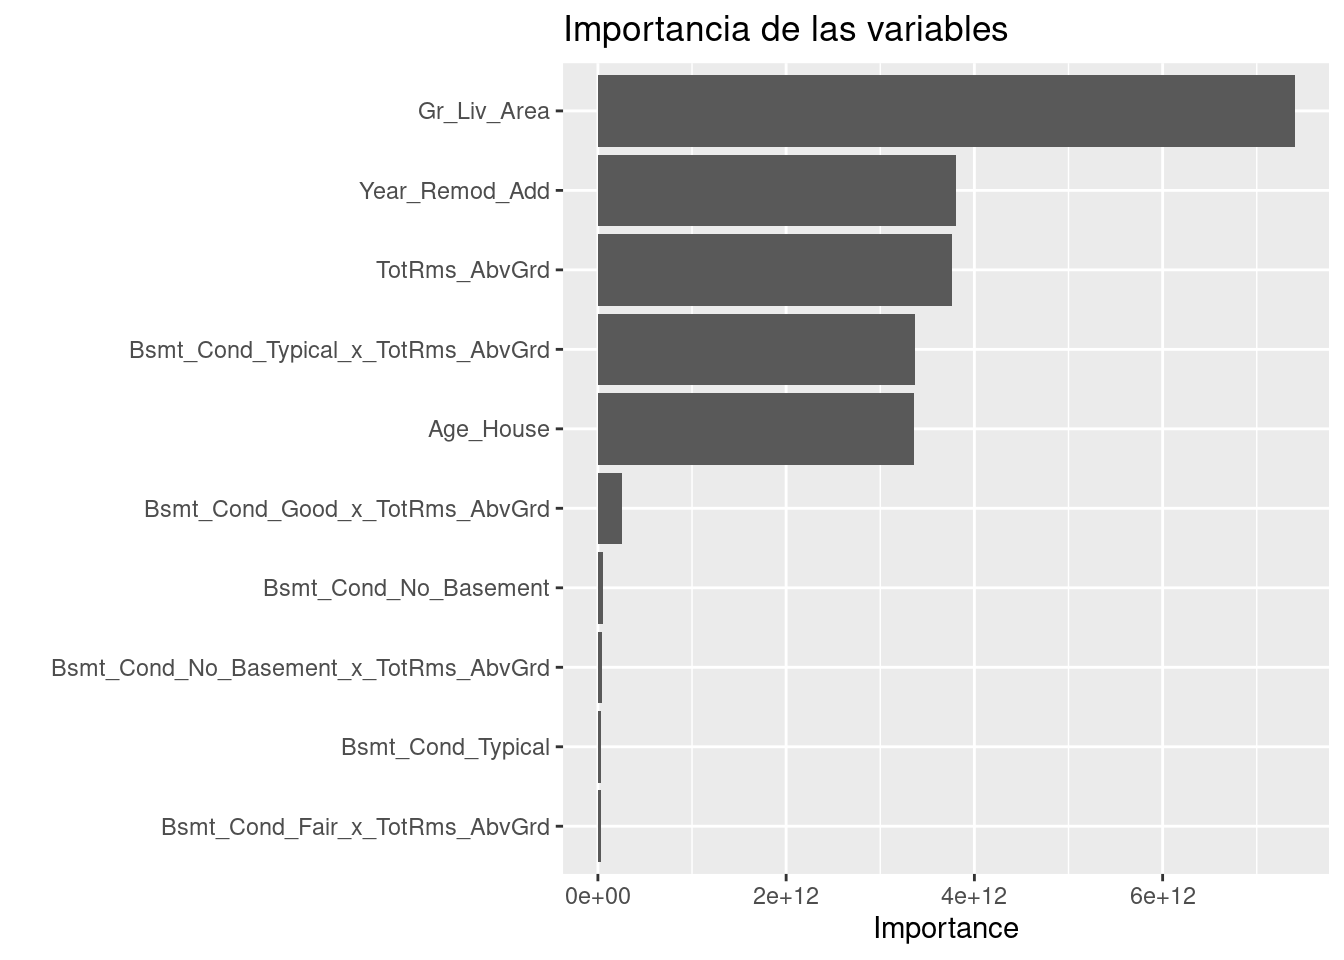 Importancia de las variables
Gr_Liv_Area
Year_Remod_Add
TotRms_AbvGrd
Bsmt_Cond_Typical_x_TotRms_AbvGrd
Age_House
Bsmt_Cond_Good_x_TotRms_AbvGrd
Bsmt_Cond_No_Basement
Bsmt_Cond_No_Basement_x_TotRms_AbvGrd
Bsmt_Cond_Typical
Bsmt_Cond_Fair_x_TotRms_AbvGrd
0e+00 2e+12 4e+12 6e+12
Importance